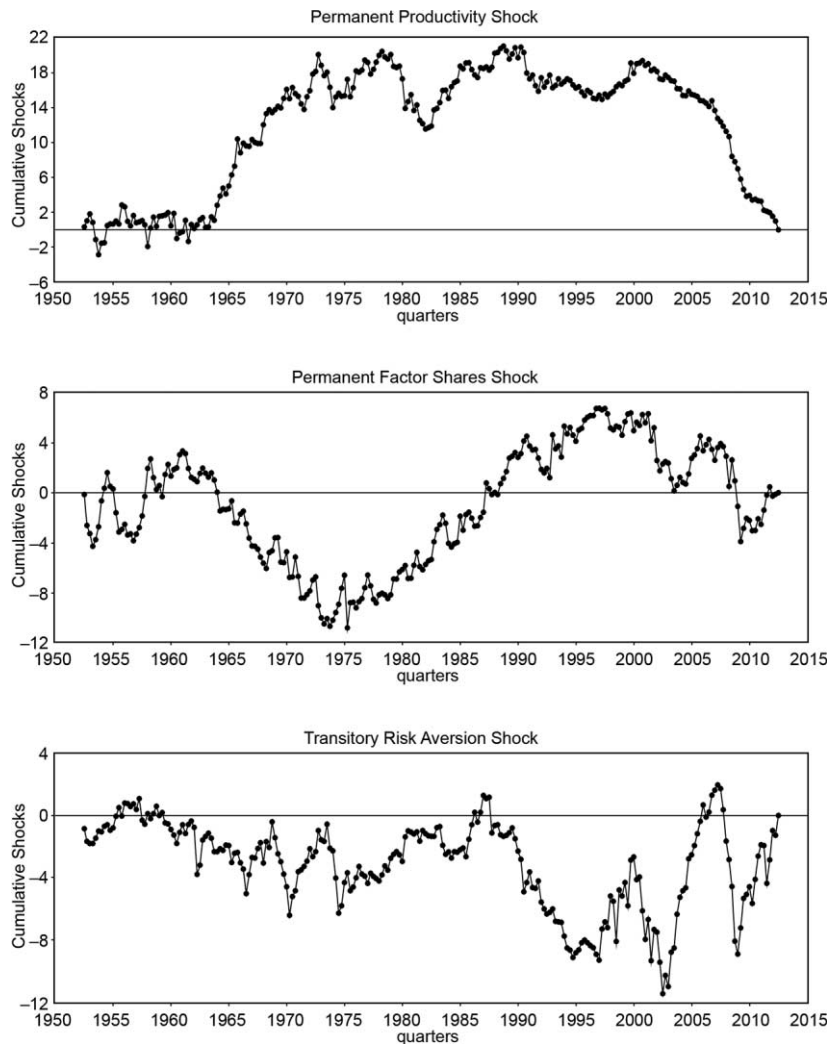 Permanent Productivity Shock
22
18
14
10
6
2
−2
−6
Cumulative Shocks
1950 1955 1960 1965 1970 1975 1980 1985 1990 1995 2000 2005 2010 2015
quarters
Permanent Factor Shares Shock
8
4
0
−4
−8
−12
Cumulative Shocks
1950 1955 1960 1965 1970 1975 1980 1985 1990 1995 2000 2005 2010 2015
quarters
Transitory Risk Aversion Shock
4
0
−4
−8
−12
Cumulative Shocks
1950 1955 1960 1965 1970 1975 1980 1985 1990 1995 2000 2005 2010 2015
quarters